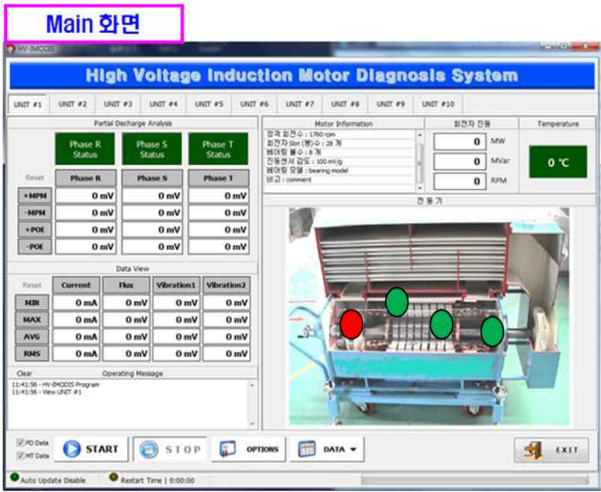 Main 화면
HV-IMODIS
High Voltage Induction Motor Diagnosis System
UNIT #1 UNIT #2 UNIT #3 UNIT #4 UNIT #5 UNIT #6 UNIT #7 UNIT #8 UNIT #9 UNIT #10
Partial Discharge Analysis
Phase R Status Phase S Status Phase T Status
Reset Phase R Phase S Phase T
+MPM 0 mV 0 mV 0 mV
-MPM 0 mV 0 mV 0 mV
+POE 0 mV 0 mV 0 mV
-POE 0 mV 0 mV 0 mV
Data View
Reset Current Flux Vibration1 Vibration2
MIN 0 mA 0 mV 0 mV 0 mV
MAX 0 mA 0 mV 0 mV 0 mV
AVG 0 mA 0 mV 0 mV 0 mV
RMS 0 mA 0 mV 0 mV 0 mV
Clear Operating Message
11:41:56 - HV-IMODIS Program
11:41:56 - View UNIT #1
Motor Information
정격 회전수 : 1760 rpm
회전자 Slot (봉)수 : 28 개
베어링 볼수 : 8 개
진동센서 감도 : 100 mV/g
베어링 모델 : bearing model
비고 : comment
회전자 진동
0 MW
0 MVar
0 RPM
Temperature
0 ℃
전동기
PD Data
MT Data
START STOP OPTIONS DATA EXIT
Auto Update Disable Restart Time | 0:00:00